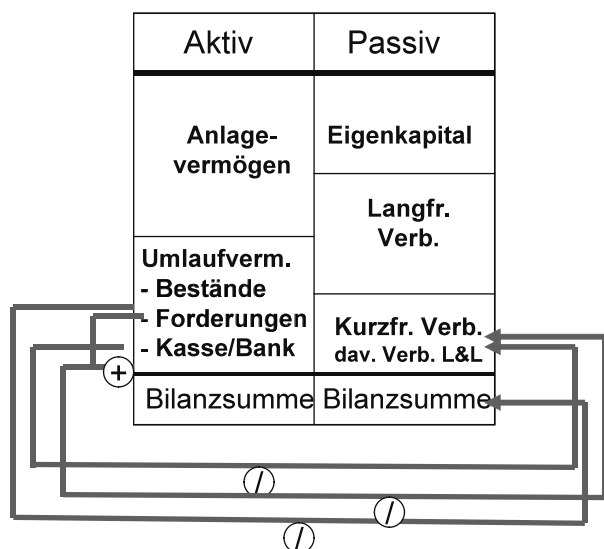 Aktiv
Passiv
Anlage-
vermögen
Umlaufverm.
- Bestände
- Forderungen
- Kasse/Bank
Bilanzsumme
Eigenkapital
Langfr.
Verb.
Kurzfr. Verb.
dav. Verb. L&L
Bilanzsumme
+
/
/
/